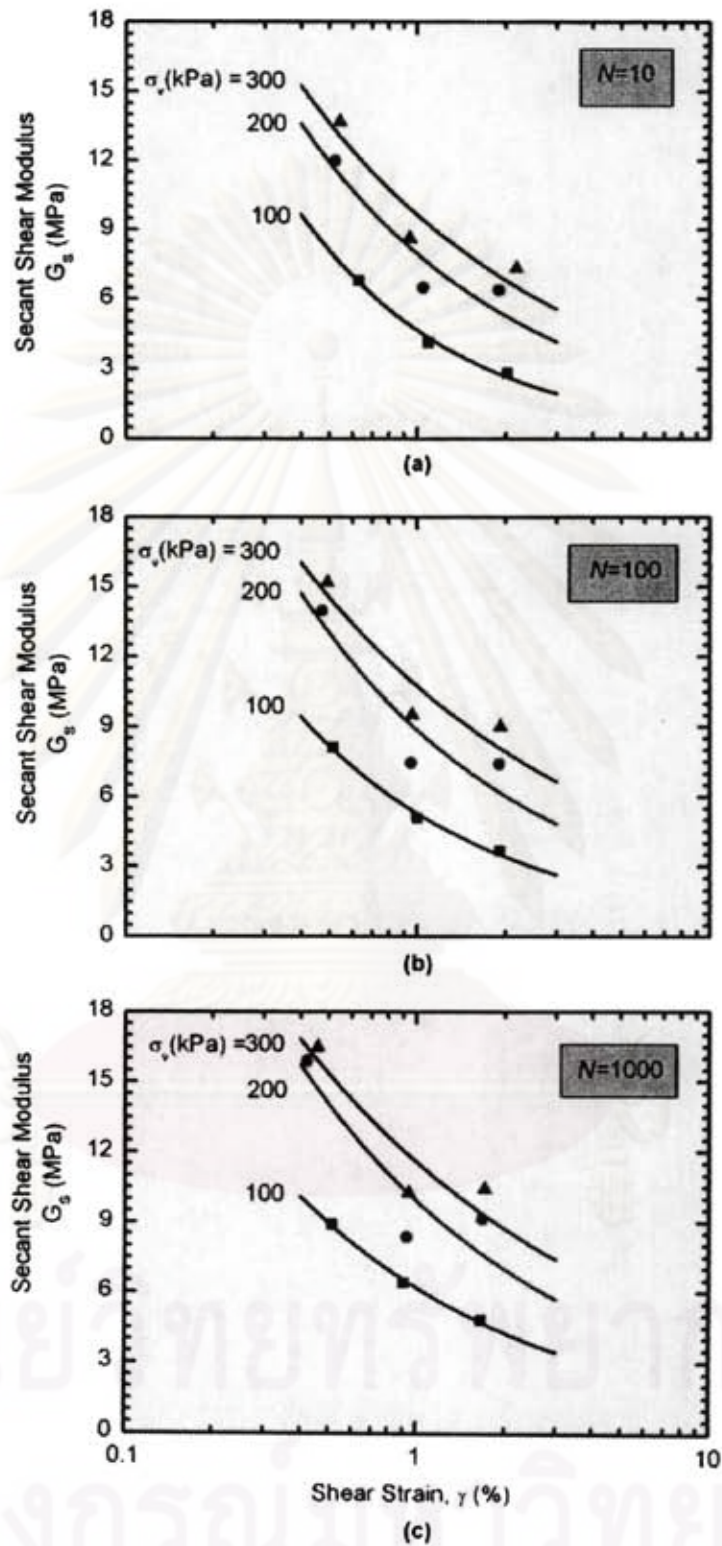 18
15
12
9
6
3
0
Secant Shear Modulus
G_s (MPa)
σ_v(kPa) = 300
200
100
N=10
(a)
18
15
12
9
6
3
0
Secant Shear Modulus
G_s (MPa)
σ_v(kPa) = 300
200
100
N=100
(b)
18
15
12
9
6
3
0
Secant Shear Modulus
G_s (MPa)
σ_v(kPa) =300
200
100
N=1000
0.1
1
10
Shear Strain, γ (%)
(c)